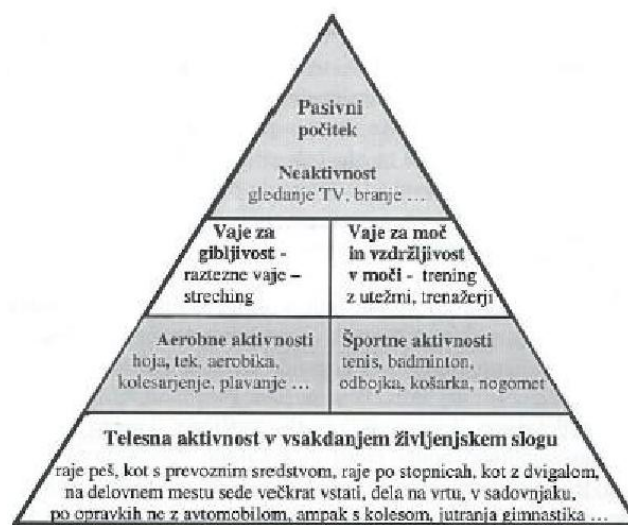 Pasivni
počitek
Neaktivnost
gledanje TV, branje ...
Vaje za
gibljivost -
raztezne vaje –
streching
Vaje za moč
in vzdržljivost
v moči - trening
z utežmi, trenažerji
Aerobne aktivnosti
hoja, tek, aerobika,
kolesarjenje, plavanje ...
Športne aktivnosti
tenis, badminton,
odbojka, košarka, nogomet
Telesna aktivnost v vsakdanjem življenjskem slogu
raje peš, kot s prevoznim sredstvom, raje po stopnicah, kot z dvigalom,
na delovnem mestu sede večkrat vstati, dela na vrtu, v sadovnjaku,
po opravkih ne z avtomobilom, ampak s kolesom, jutranja gimnastika ...